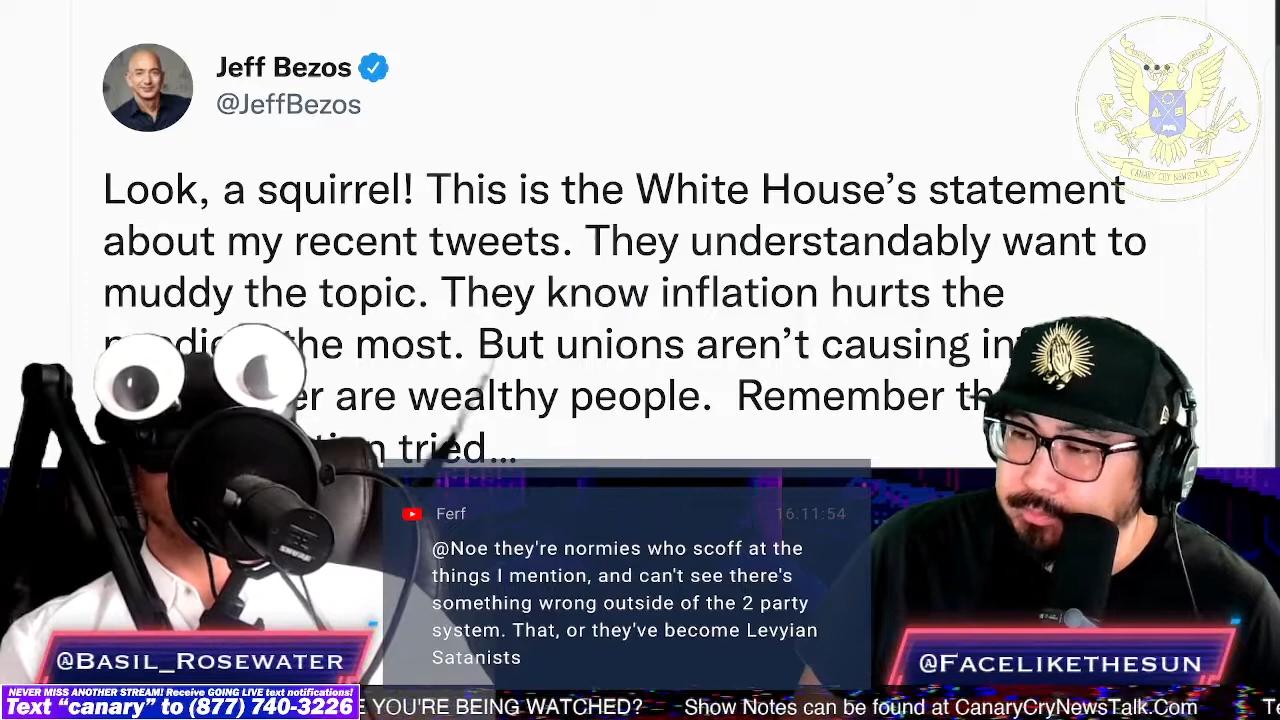 Jeff Bezos
@JeffBezos
Look, a squirrel! This is the White House’s statement
about my recent tweets. They understandably want to
muddy the topic. They know inflation hurts the
the most. But unions aren’t causing
are wealthy people. Remember
tried...
CANARY CRY NEWSTALK
Ferf
16:11:54
@Noe they're normies who scoff at the
things I mention, and can't see there's
something wrong outside of the 2 party
system. That, or they've become Levyian
Satanists
@BASIL_ROSEWATER
@FACELIKETHESUN
NEVER MISS ANOTHER STREAM! Receive GOING LIVE text notifications!
Text “canary” to (877) 740-3226
YOU'RE BEING WATCHED? Show Notes can be found at CanaryCryNewsTalk.Com